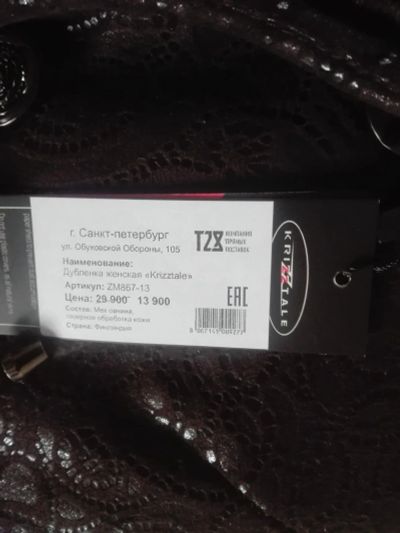 г. Санкт-петербург
ул. Обуховской Обороны, 105
T28 КОМПАНИЯ
ПРЯМЫХ
ПОСТАВОК
Наименование:
Дубленка женская «Krizztale»
Артикул: ZM867-13
Цена: 29 900 13 900
Состав: Мех овчина,
лазерное обработка кожи
Страна: Финляндия
EAC
KRIZZTALE